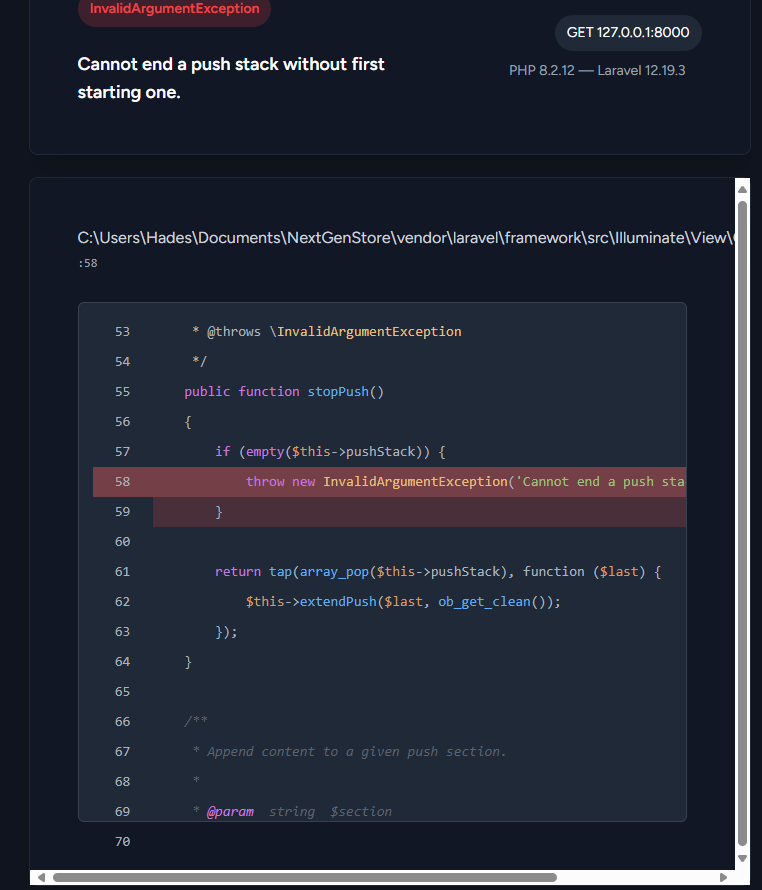 InvalidArgumentException
GET 127.0.0.1:8000
Cannot end a push stack without first
starting one.
PHP 8.2.12 — Laravel 12.19.3
C:\Users\Hades\Documents\NextGenStore\vendor\laravel\framework\src\Illuminate\View\
:58
53 * @throws \InvalidArgumentException
54 */
55 public function stopPush()
56 {
57 if (empty($this->pushStack)) {
58 throw new InvalidArgumentException('Cannot end a push sta
59 }
60
61 return tap(array_pop($this->pushStack), function ($last) {
62 $this->extendPush($last, ob_get_clean());
63 });
64 }
65
66 /**
67 * Append content to a given push section.
68 *
69 * @param string $section
70